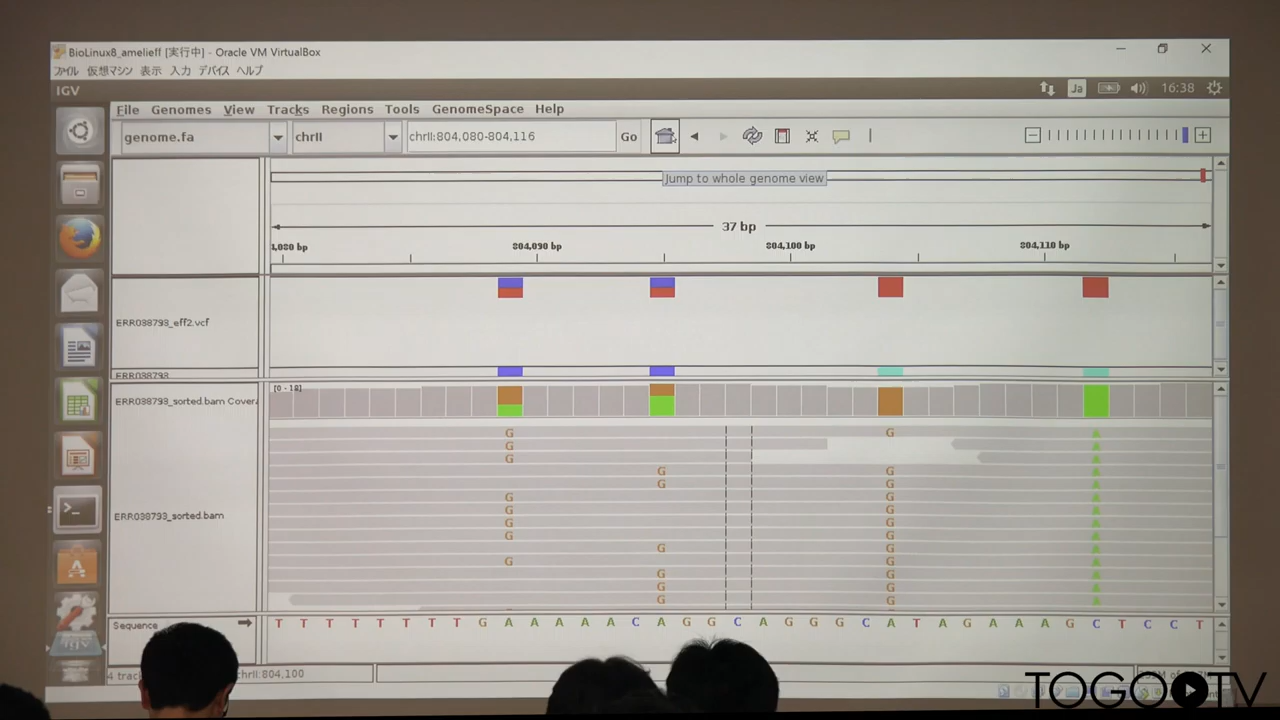 BioLinux8_amelieff [実行中] - Oracle VM VirtualBox
ファイル 仮想マシン 表示 入力 デバイス ヘルプ
IGV
Ja 16:38
File Genomes View Tracks Regions Tools GenomeSpace Help
genome.fa chrII chrII:804,080-804,116 Go
Jump to whole genome view
37 bp
804,090 bp 804,100 bp 804,110 bp
ERR038793_eff2.vcf
ERR038793
[0 - 18]
ERR038793_sorted.bam Covera
G G A
G A
G A
G G A
G G A
G G A
G G A
G G A
G G A
G G A
G G A
G G A
G G A
G G A
ERR038793_sorted.bam
Sequence
T T T T T T T T G A A A A A C A G G C A G G G C A T A G A A A G C T C C T
4 trac chrII:804,100
TOGO TV